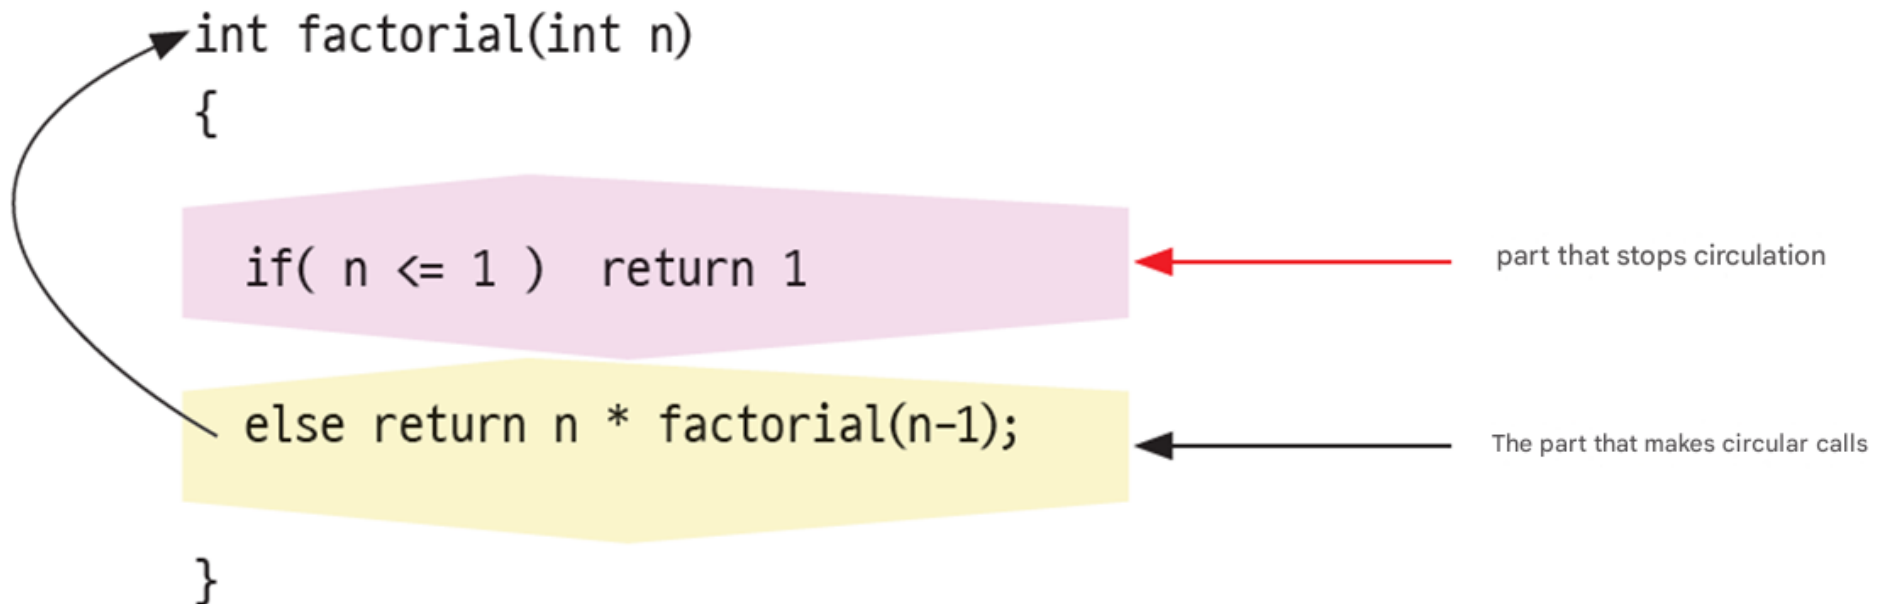 int factorial(int n)
{
if( n <= 1 )  return 1
part that stops circulation
else return n * factorial(n-1);
The part that makes circular calls
}